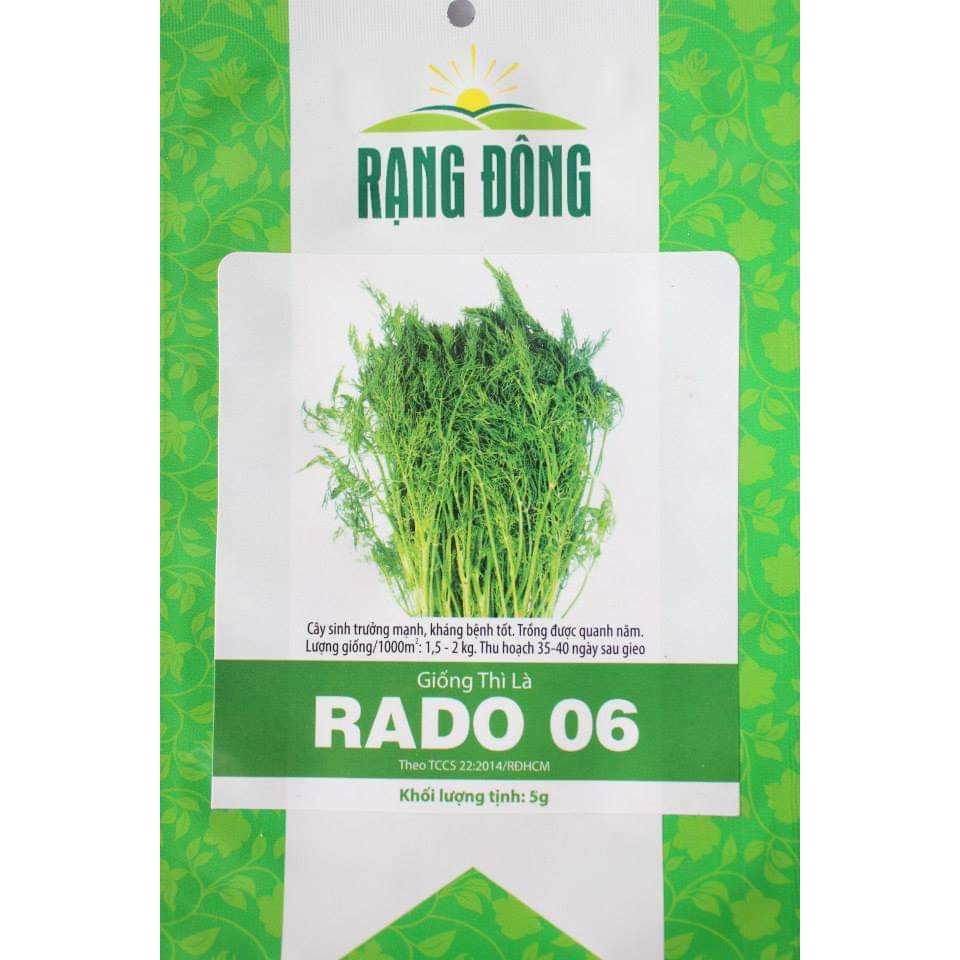 RẠNG ĐÔNG
Cây sinh trưởng mạnh, kháng bệnh tốt. Trồng được quanh năm.
Lượng giống/1000m²: 1,5 - 2 kg. Thu hoạch 35-40 ngày sau gieo
Giống Thì Là
RADO 06
Theo TCCS 22:2014/RĐHCM
Khối lượng tịnh: 5g